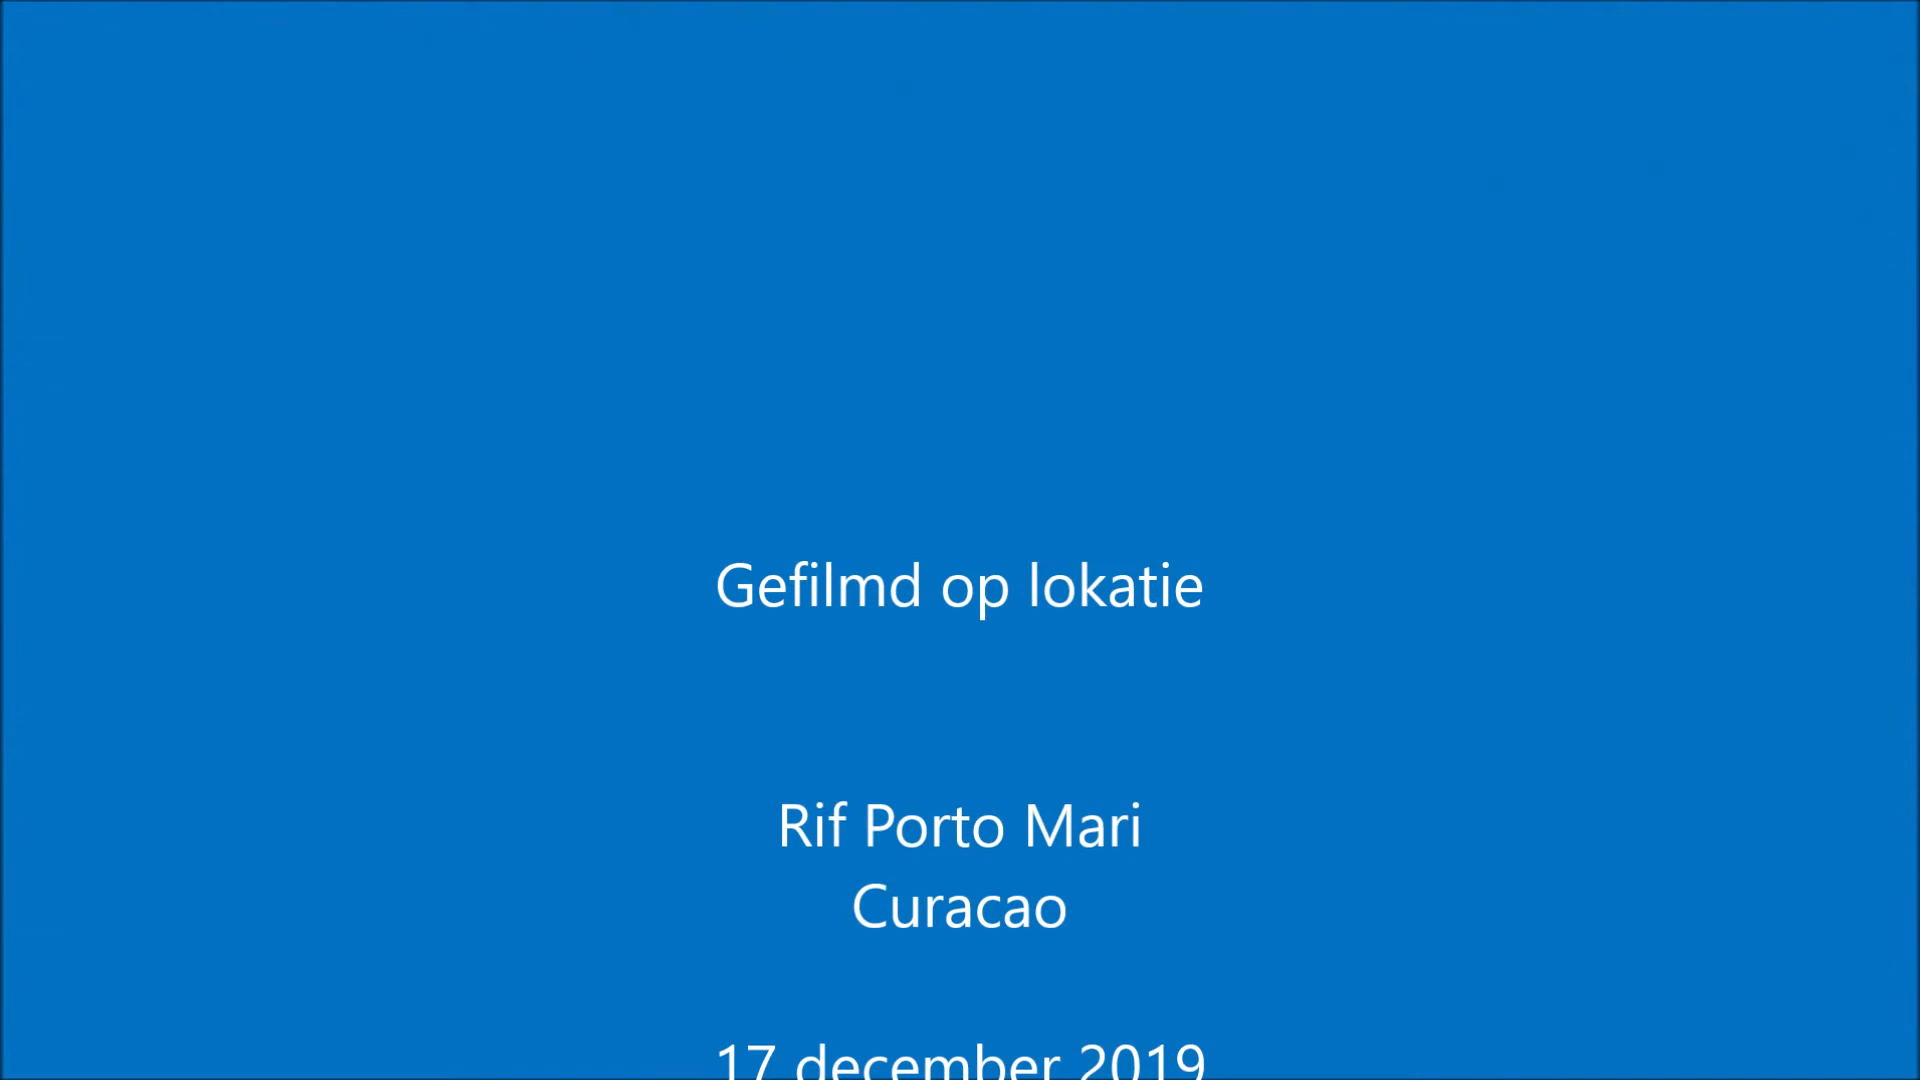 Gefilmd op lokatie
Rif Porto Mari
Curacao
17 december 2019